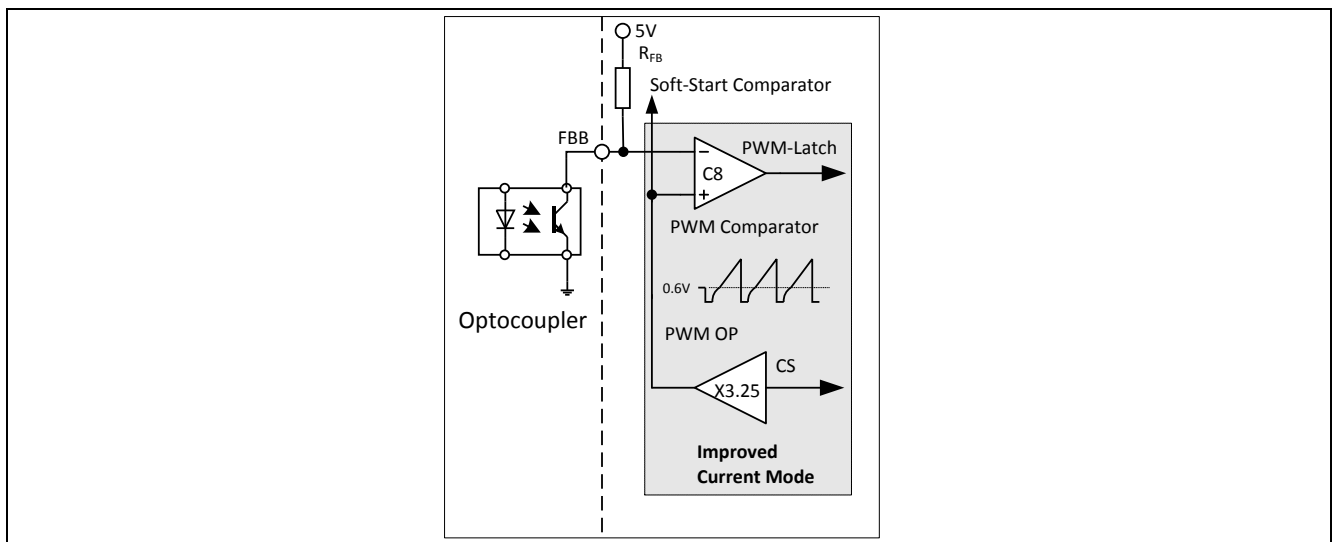 5V
RFB
Soft-Start Comparator
FBB
PWM-Latch
−
C8
+
PWM Comparator
0.6V
Optocoupler
PWM OP
CS
X3.25
Improved
Current Mode